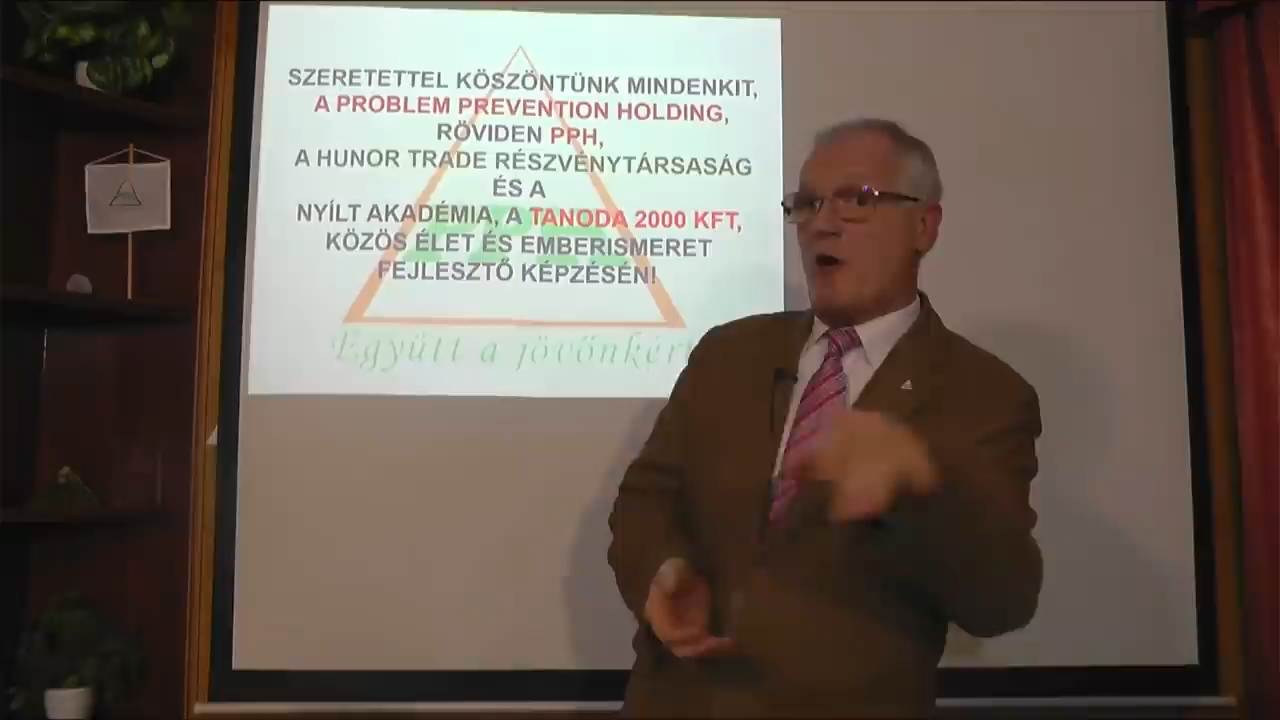 SZERETETTEL KÖSZÖNTÜNK MINDENKIT,
A PROBLEM PREVENTION HOLDING,
RÖVIDEN PPH,
A HUNOR TRADE RÉSZVÉNYTÁRSASÁG
ÉS A
NYÍLT AKADÉMIA, A TANODA 2000 KFT,
KÖZÖS ÉLET ÉS EMBERISMERET
FEJLESZTŐ KÉPZÉSÉN!
PPH
Együtt a jövőnkért